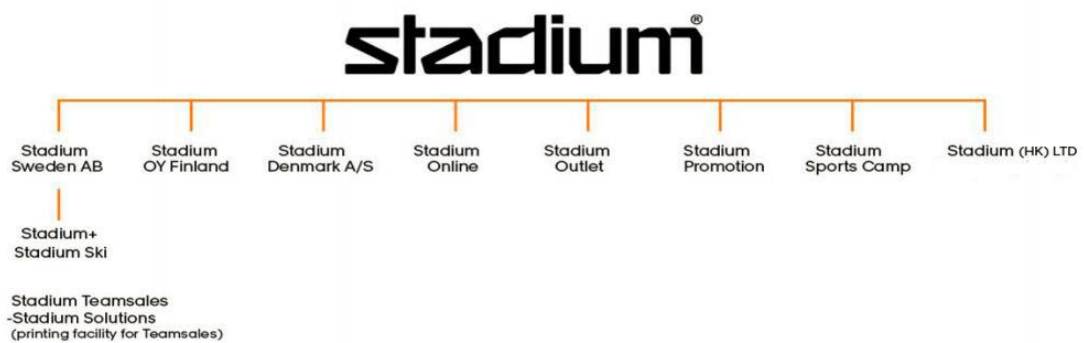 stadium®
Stadium
Sweden AB
Stadium
OY Finland
Stadium
Denmark A/S
Stadium
Online
Stadium
Outlet
Stadium
Promotion
Stadium
Sports Camp
Stadium (HK) LTD
Stadium+
Stadium Ski
Stadium Teamsales
-Stadium Solutions
(printing facility for Teamsales)